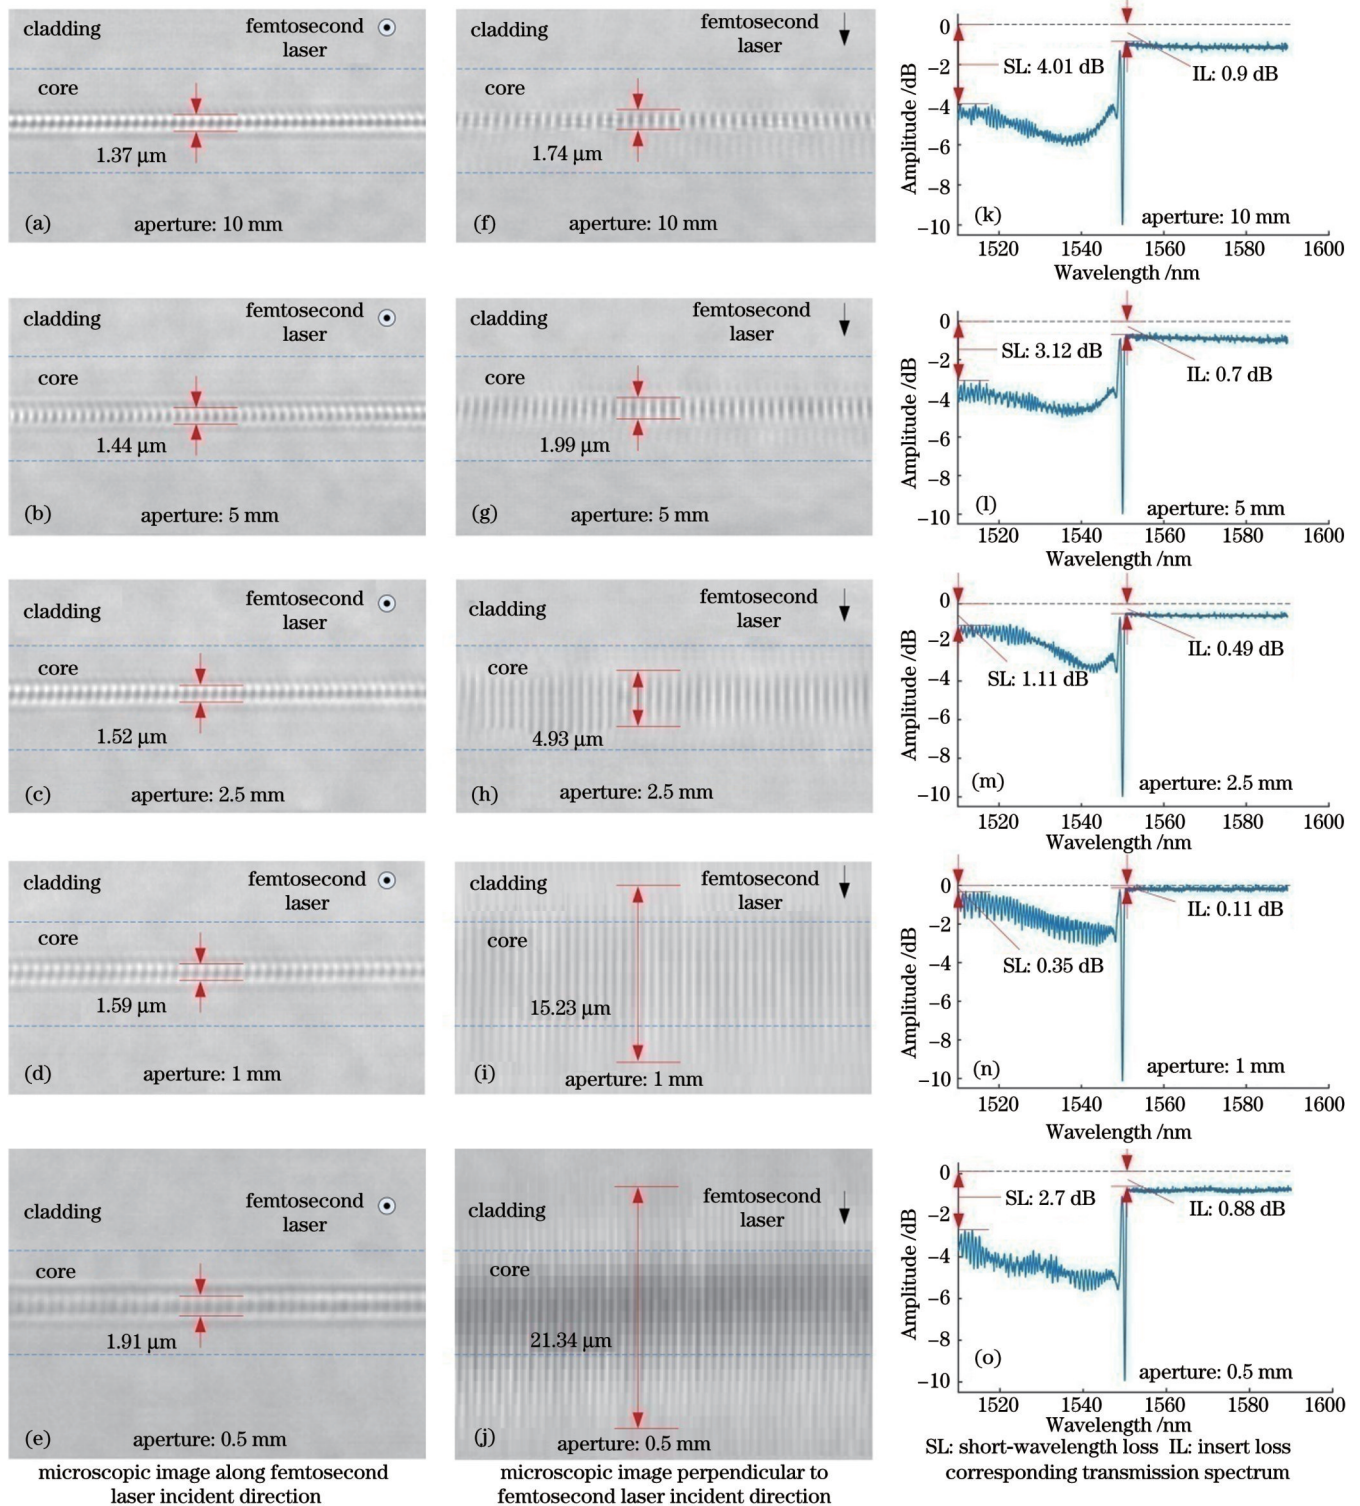 cladding
femtosecond
laser
core
1.37 μm
(a)
aperture: 10 mm
cladding
femtosecond
laser
core
1.74 μm
(f)
aperture: 10 mm
0
−2
−4
−6
−8
−10
Amplitude /dB
SL: 4.01 dB
IL: 0.9 dB
(k)
aperture: 10 mm
1520 1540 1560 1580 1600
Wavelength /nm
cladding
femtosecond
laser
core
1.44 μm
(b)
aperture: 5 mm
cladding
femtosecond
laser
core
1.99 μm
(g)
aperture: 5 mm
0
−2
−4
−6
−8
−10
Amplitude /dB
SL: 3.12 dB
IL: 0.7 dB
(l)
aperture: 5 mm
1520 1540 1560 1580 1600
Wavelength /nm
cladding
femtosecond
laser
core
1.52 μm
(c)
aperture: 2.5 mm
cladding
femtosecond
laser
core
4.93 μm
(h)
aperture: 2.5 mm
0
−2
−4
−6
−8
−10
Amplitude /dB
SL: 1.11 dB
IL: 0.49 dB
(m)
aperture: 2.5 mm
1520 1540 1560 1580 1600
Wavelength /nm
cladding
femtosecond
laser
core
1.59 μm
(d)
aperture: 1 mm
cladding
femtosecond
laser
core
15.23 μm
(i)
aperture: 1 mm
0
−2
−4
−6
−8
−10
Amplitude /dB
SL: 0.35 dB
IL: 0.11 dB
(n)
aperture: 1 mm
1520 1540 1560 1580 1600
Wavelength /nm
cladding
femtosecond
laser
core
1.91 μm
(e)
aperture: 0.5 mm
cladding
femtosecond
laser
core
21.34 μm
(j)
aperture: 0.5 mm
0
−2
−4
−6
−8
−10
Amplitude /dB
SL: 2.7 dB
IL: 0.88 dB
(o)
aperture: 0.5 mm
1520 1540 1560 1580 1600
Wavelength /nm
microscopic image along femtosecond
laser incident direction
microscopic image perpendicular to
femtosecond laser incident direction
SL: short-wavelength loss IL: insert loss
corresponding transmission spectrum